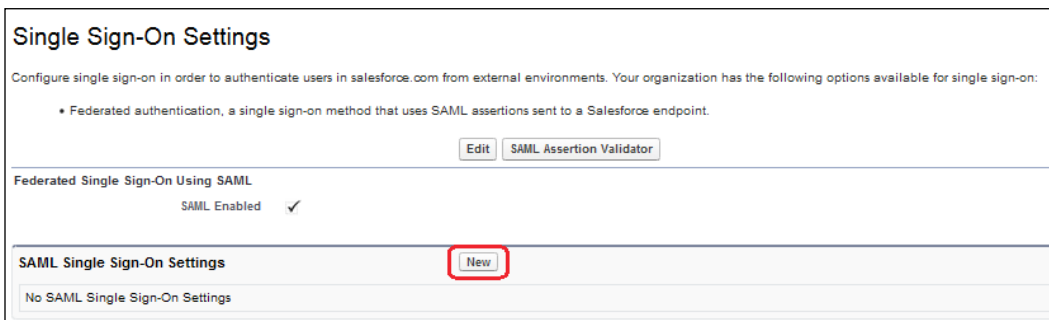 Single Sign-On Settings
Configure single sign-on in order to authenticate users in salesforce.com from external environments. Your organization has the following options available for single sign-on:
• Federated authentication, a single sign-on method that uses SAML assertions sent to a Salesforce endpoint.
Edit SAML Assertion Validator
Federated Single Sign-On Using SAML
SAML Enabled ✓
SAML Single Sign-On Settings New
No SAML Single Sign-On Settings